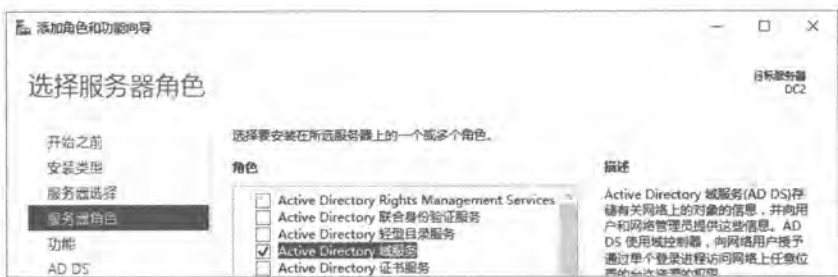 添加角色和功能向导
选择服务器角色
目标服务器
DC2
开始之前
安装类型
服务器选择
服务器角色
功能
AD DS
选择要安装在所选服务器上的一个或多个角色。
角色
Active Directory Rights Management Services
Active Directory 联合身份验证服务
Active Directory 轻型目录服务
Active Directory 域服务
Active Directory 证书服务
描述
Active Directory 域服务(AD DS)存
储有关网络上的对象的信息，并向用
户和网络管理员提供这些信息。AD
DS 使用域控制器，向网络用户授予
通过单个登录进程访问网络上任意位